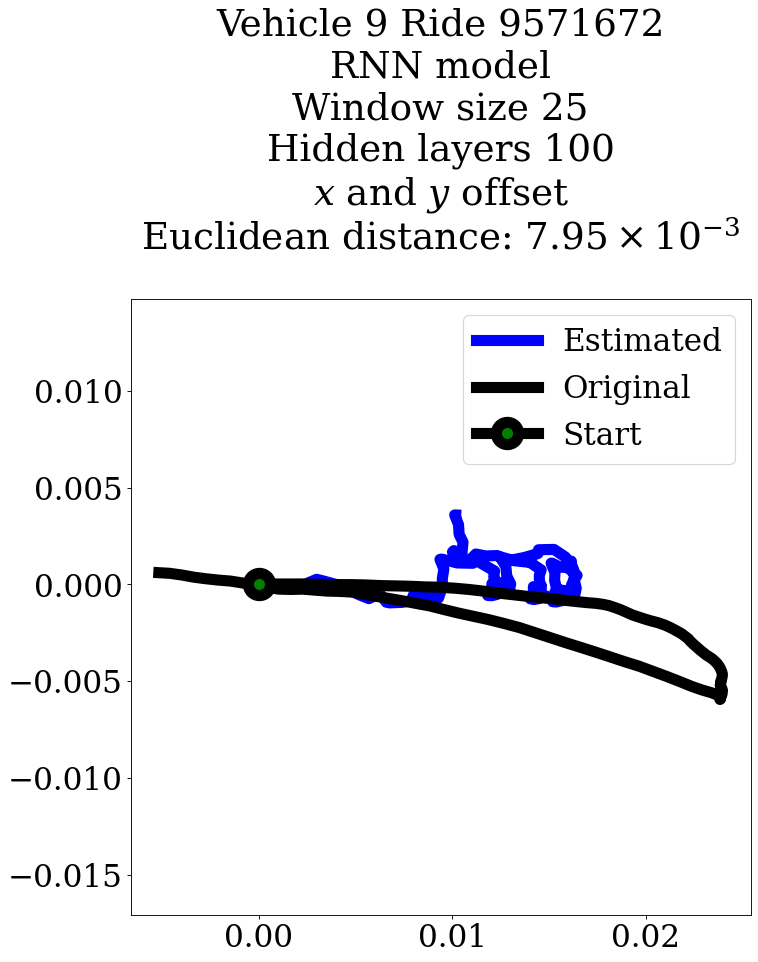 Vehicle 9 Ride 9571672
RNN model
Window size 25
Hidden layers 100
x and y offset
Euclidean distance: 7.95 × 10⁻³
Estimated
Original
Start
0.010
0.005
0.000
−0.005
−0.010
−0.015
0.00 0.01 0.02